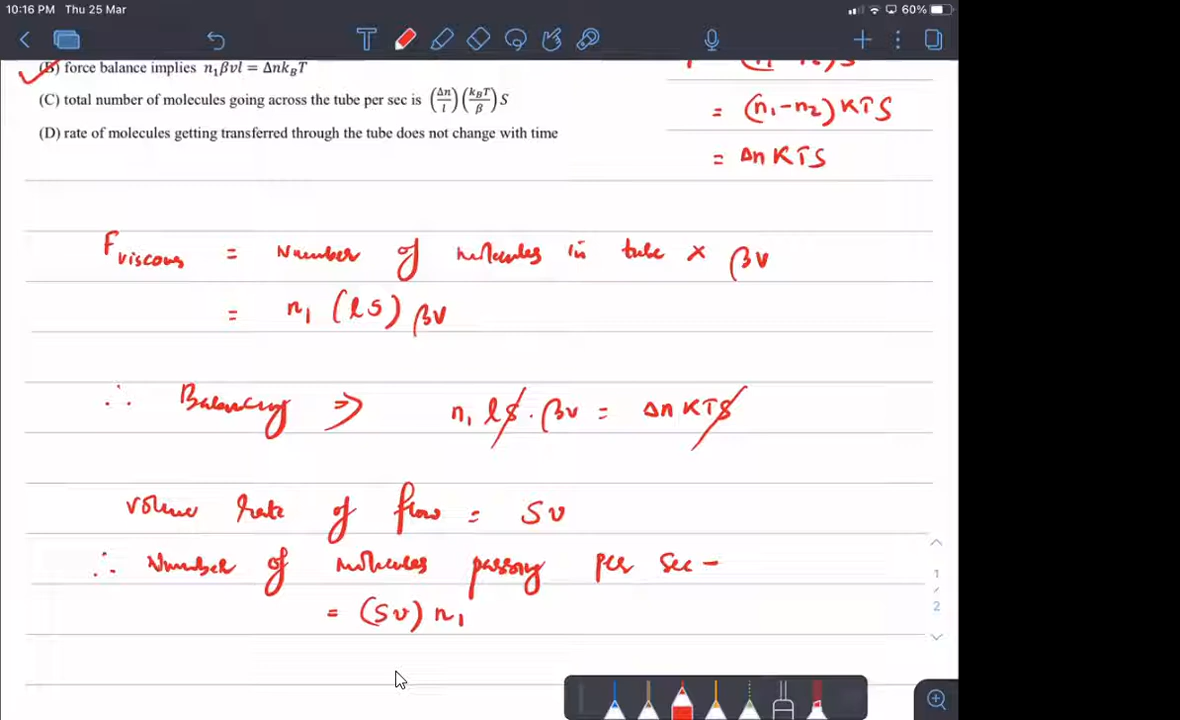 10:16 PM Thu 25 Mar
60%
(B) force balance implies n₁βvl = Δnk_BT
(C) total number of molecules going across the tube per sec is (Δn/l)(k_BT/β)S
(D) rate of molecules getting transferred through the tube does not change with time
= (n₁-n₂) KTS
= Δn KTS
F viscous = Number of molecules in tube × βv
= n₁ (lS) βv
∴ Balancing ⇒ n₁ lS . βv = Δn KTS
Volume rate of flow = Sv
∴ Number of molecules passing per sec -
= (Sv) n₁
1
/
2